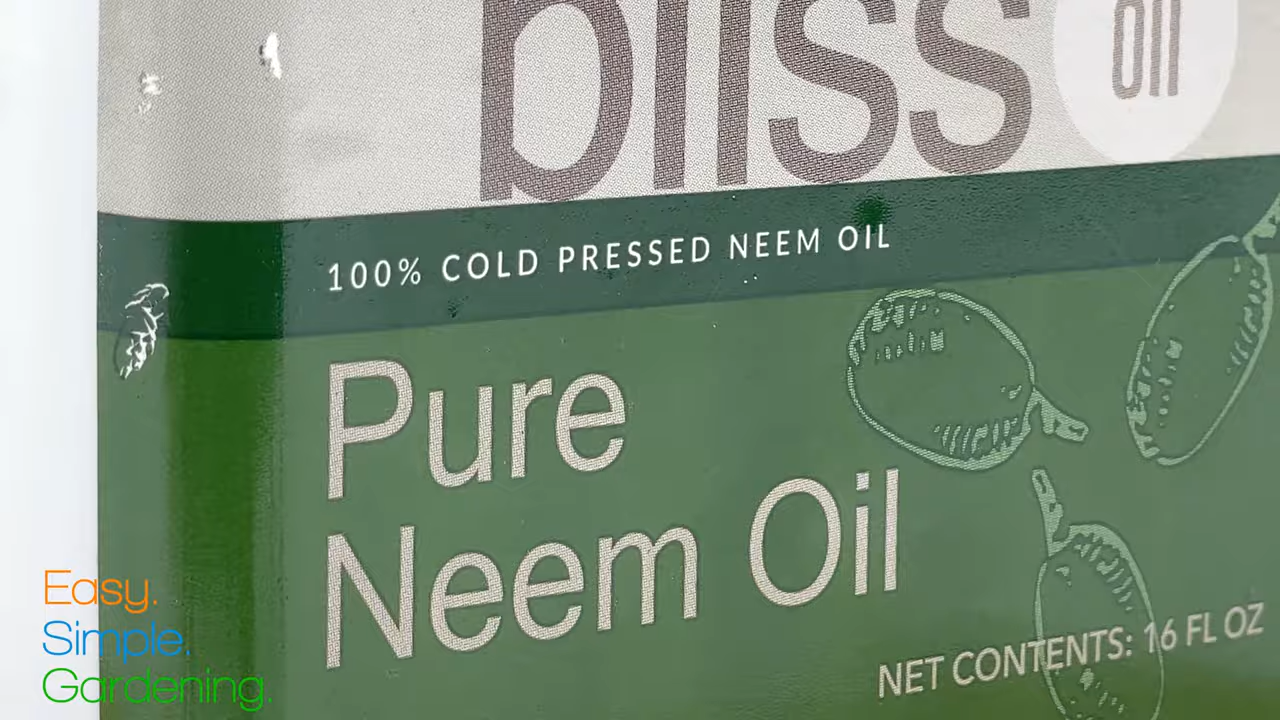 bliss
oil
100% COLD PRESSED NEEM OIL
Pure
Neem Oil
NET CONTENTS: 16 FL OZ
Easy.
Simple.
Gardening.